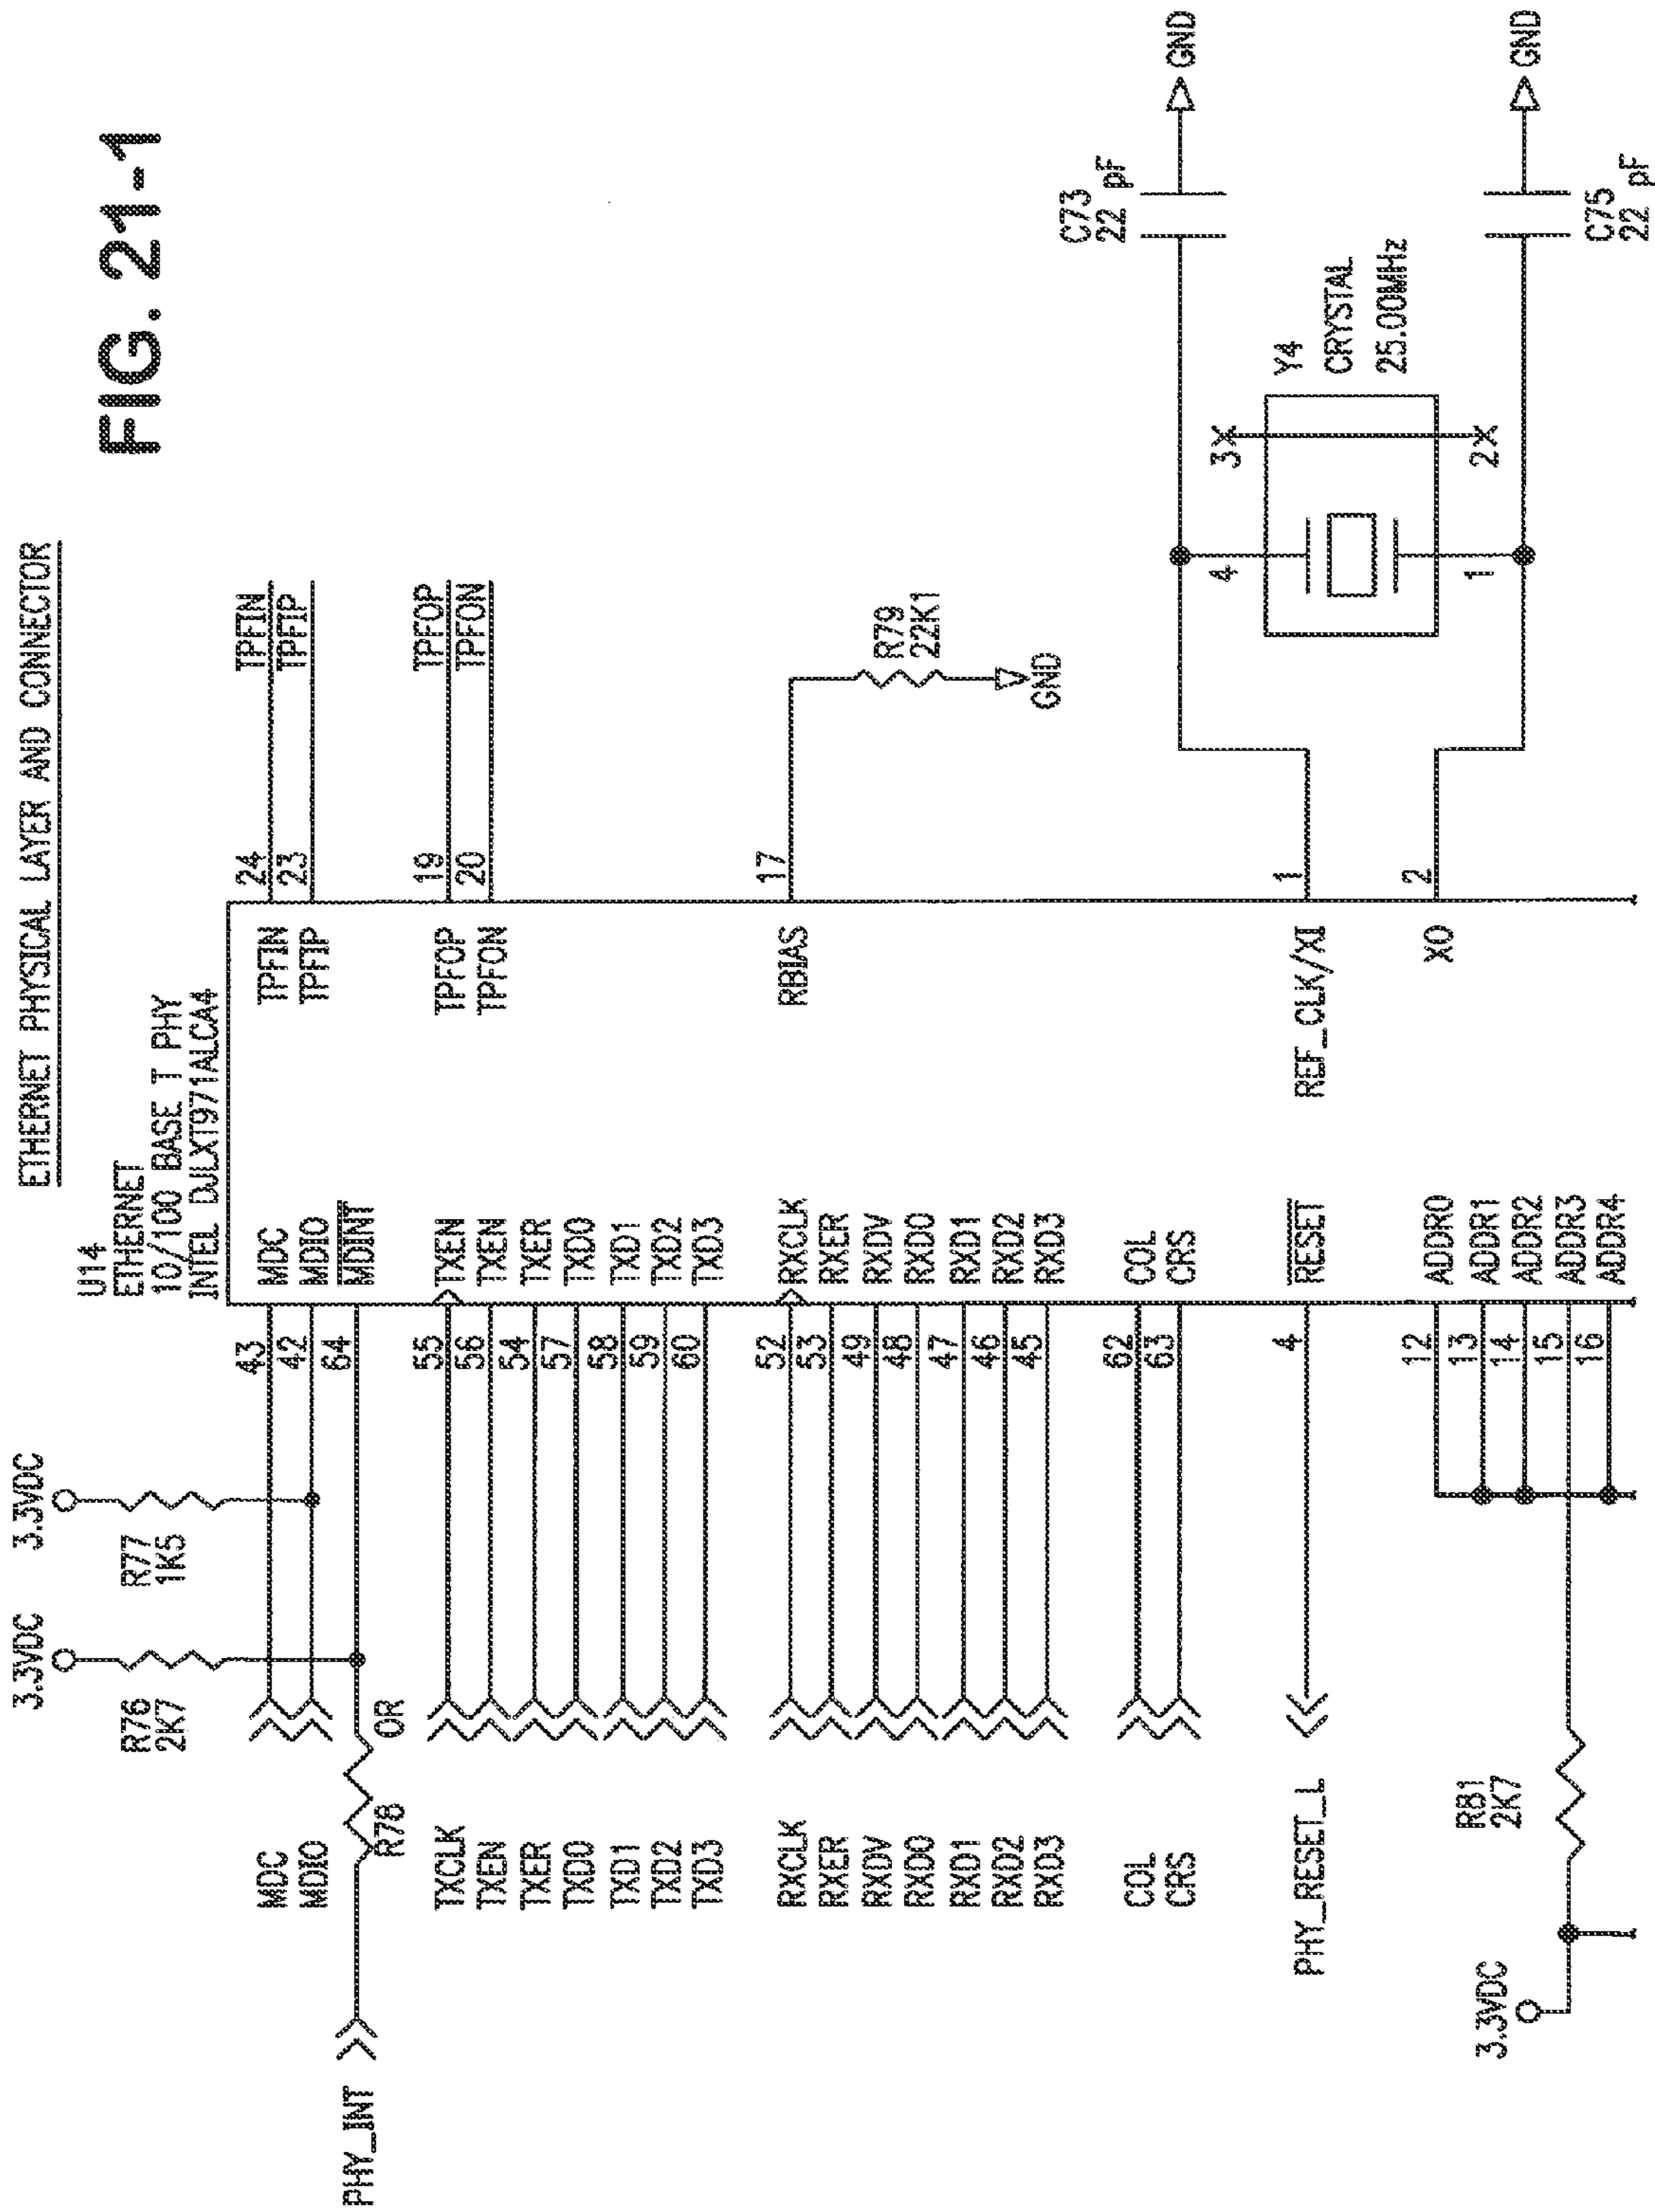 ETHERNET PHYSICAL LAYER AND CONNECTOR
FIG. 21-1
U14
ETHERNET
10/100 BASE T PHY
INTEL DJLXT971ALCA4
3.3VDC
R76
2K7
3.3VDC
R77
1K5
PHY_INT
R78
OR
MDC
MDIO
43
42
64
MDC
MDIO
MDINT
TXCLK
TXEN
TXER
TXD0
TXD1
TXD2
TXD3
55
56
54
57
58
59
60
TXEN
TXEN
TXER
TXD0
TXD1
TXD2
TXD3
RXCLK
RXER
RXDV
RXD0
RXD1
RXD2
RXD3
52
53
49
48
47
46
45
RXCLK
RXER
RXDV
RXD0
RXD1
RXD2
RXD3
COL
CRS
62
63
COL
CRS
PHY_RESET_L
4
RESET
3.3VDC
RB1
2K7
12
13
14
15
16
ADDR0
ADDR1
ADDR2
ADDR3
ADDR4
TPFIN
TPFIP
24
23
TPFIN
TPFIP
TPFOP
TPFON
19
20
TPFOP
TPFON
RBIAS
17
R79
22K1
GND
REF_CLK/XI
1
XO
2
4
3X
1
2X
Y4
CRYSTAL
25.00MHz
C73
22 pF
GND
C75
22 pF
GND